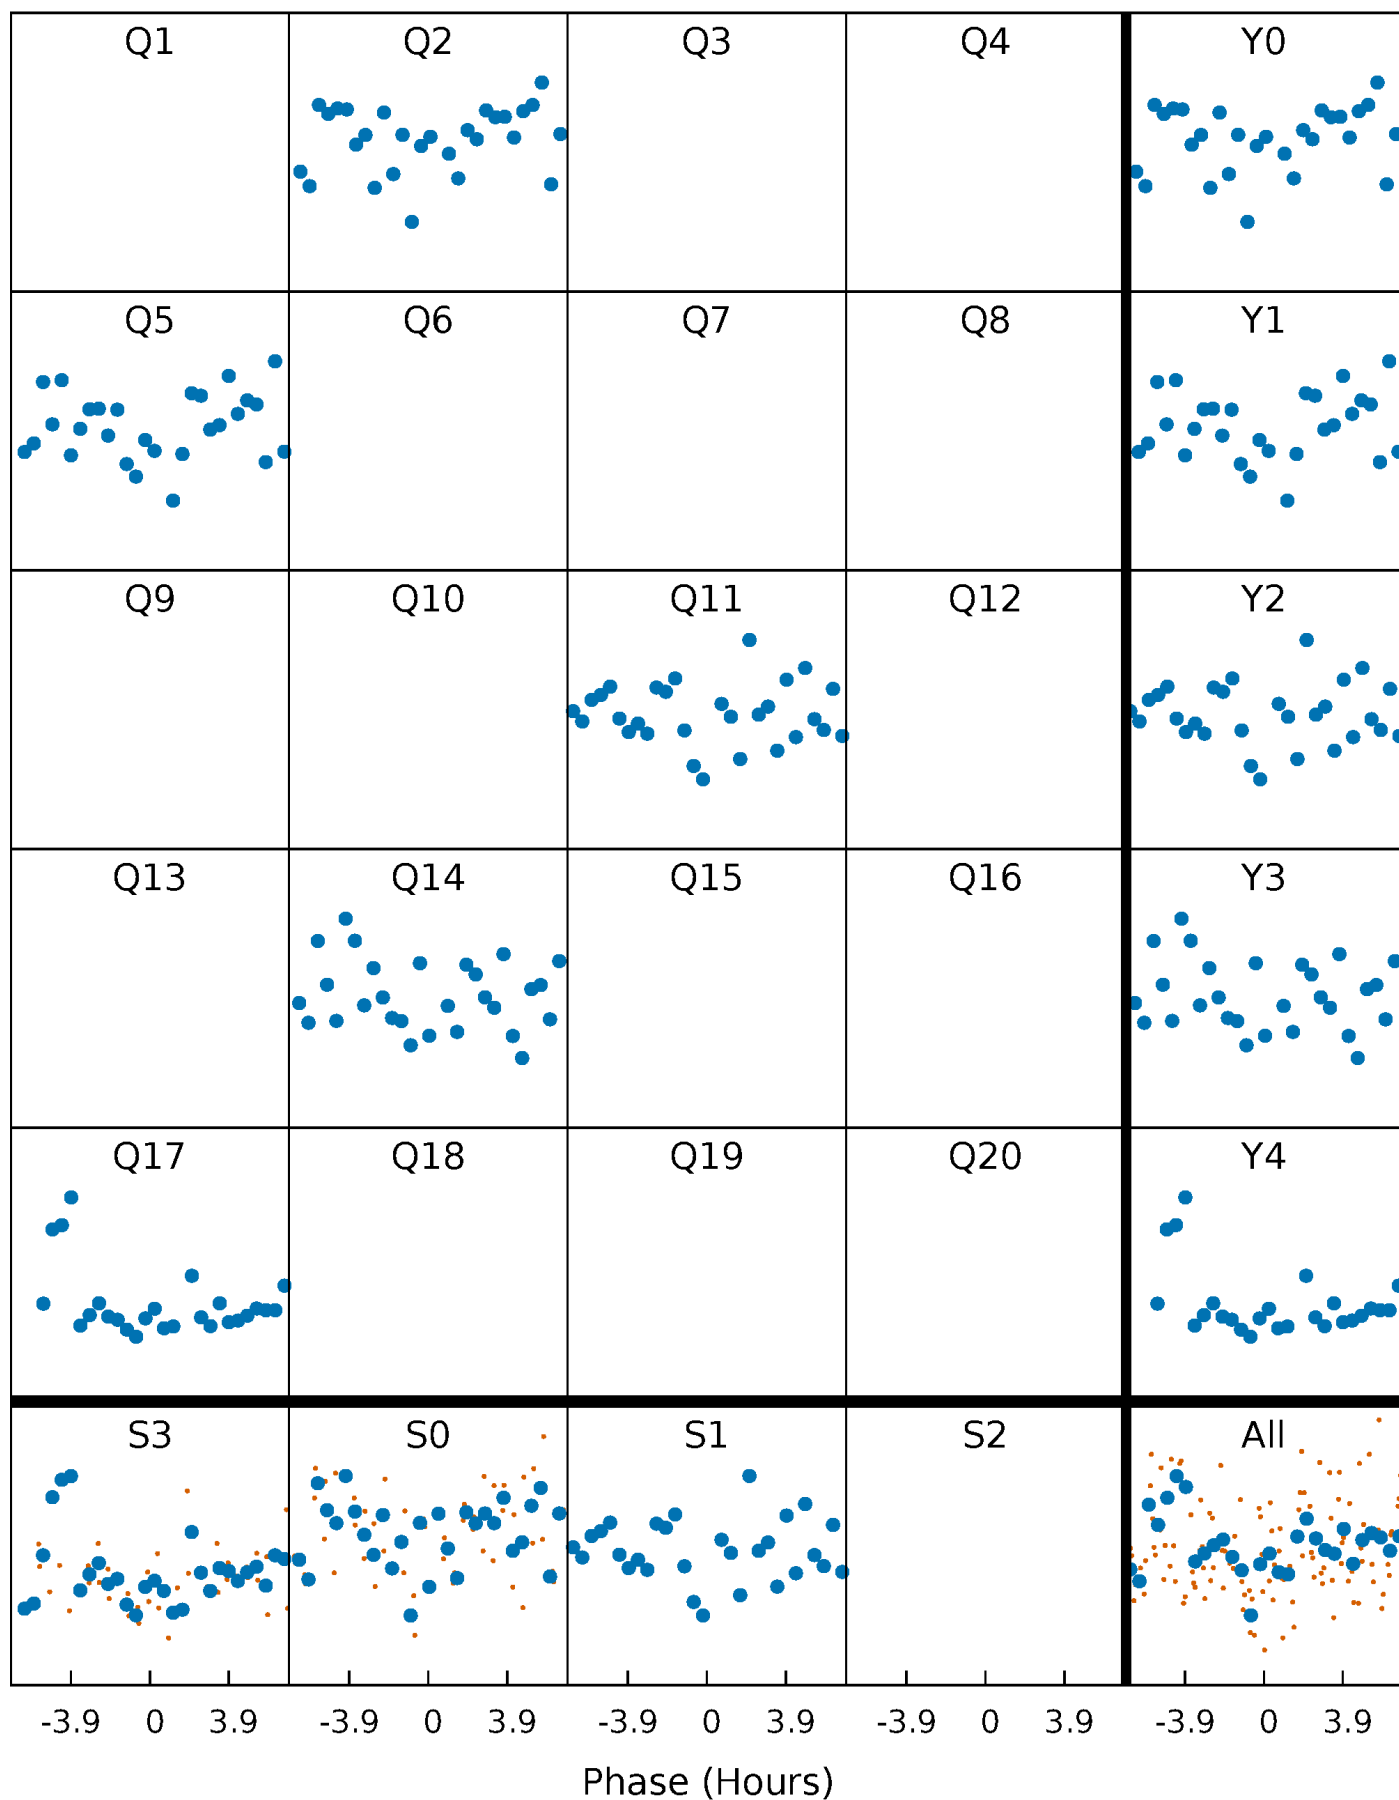 Q1 Q2 Q3 Q4 Y0
Q5 Q6 Q7 Q8 Y1
Q9 Q10 Q11 Q12 Y2
Q13 Q14 Q15 Q16 Y3
Q17 Q18 Q19 Q20 Y4
S3 S0 S1 S2 All
-3.9 0 3.9 -3.9 0 3.9 -3.9 0 3.9 -3.9 0 3.9 -3.9 0 3.9
Phase (Hours)